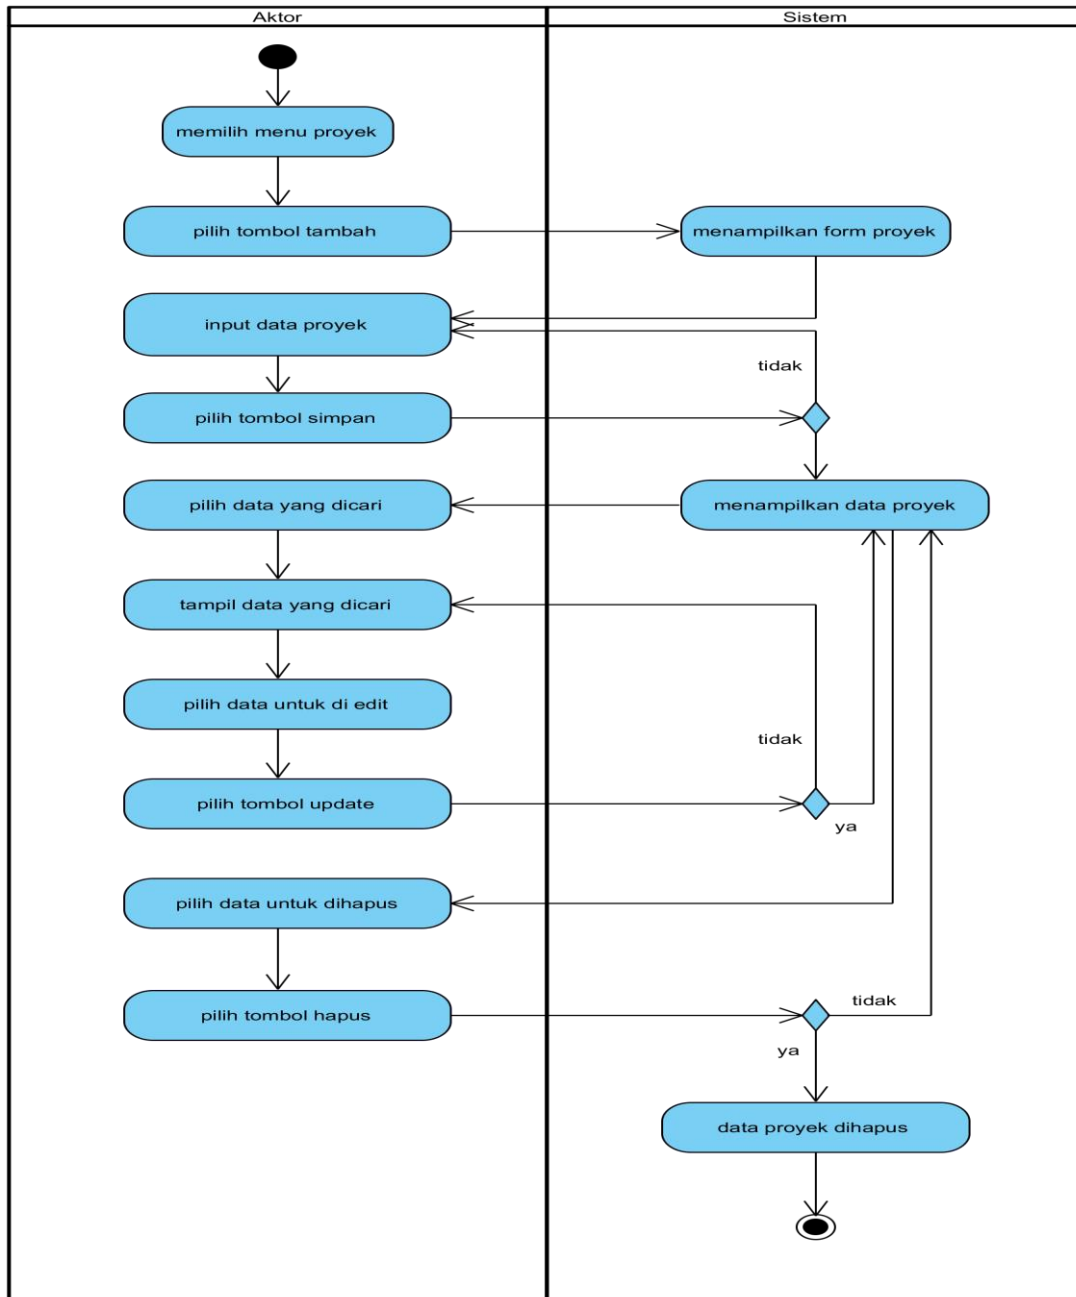 Aktor
Sistem
memilih menu proyek
pilih tombol tambah
menampilkan form proyek
input data proyek
tidak
pilih tombol simpan
pilih data yang dicari
menampilkan data proyek
tampil data yang dicari
pilih data untuk di edit
tidak
pilih tombol update
ya
pilih data untuk dihapus
pilih tombol hapus
tidak
ya
data proyek dihapus